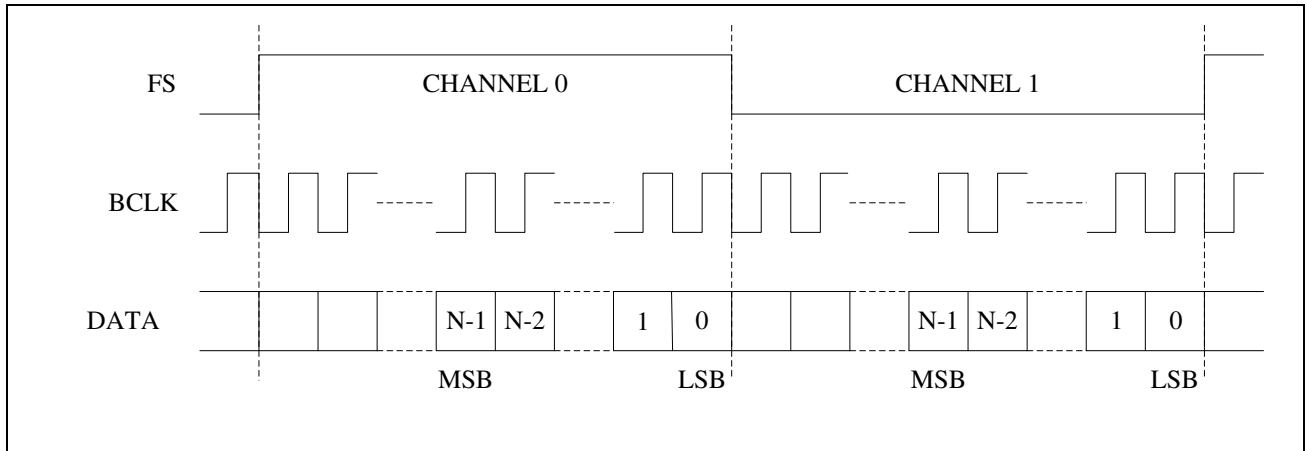 FS CHANNEL 0 CHANNEL 1
BCLK
DATA N-1 N-2 1 0 N-1 N-2 1 0
MSB LSB MSB LSB